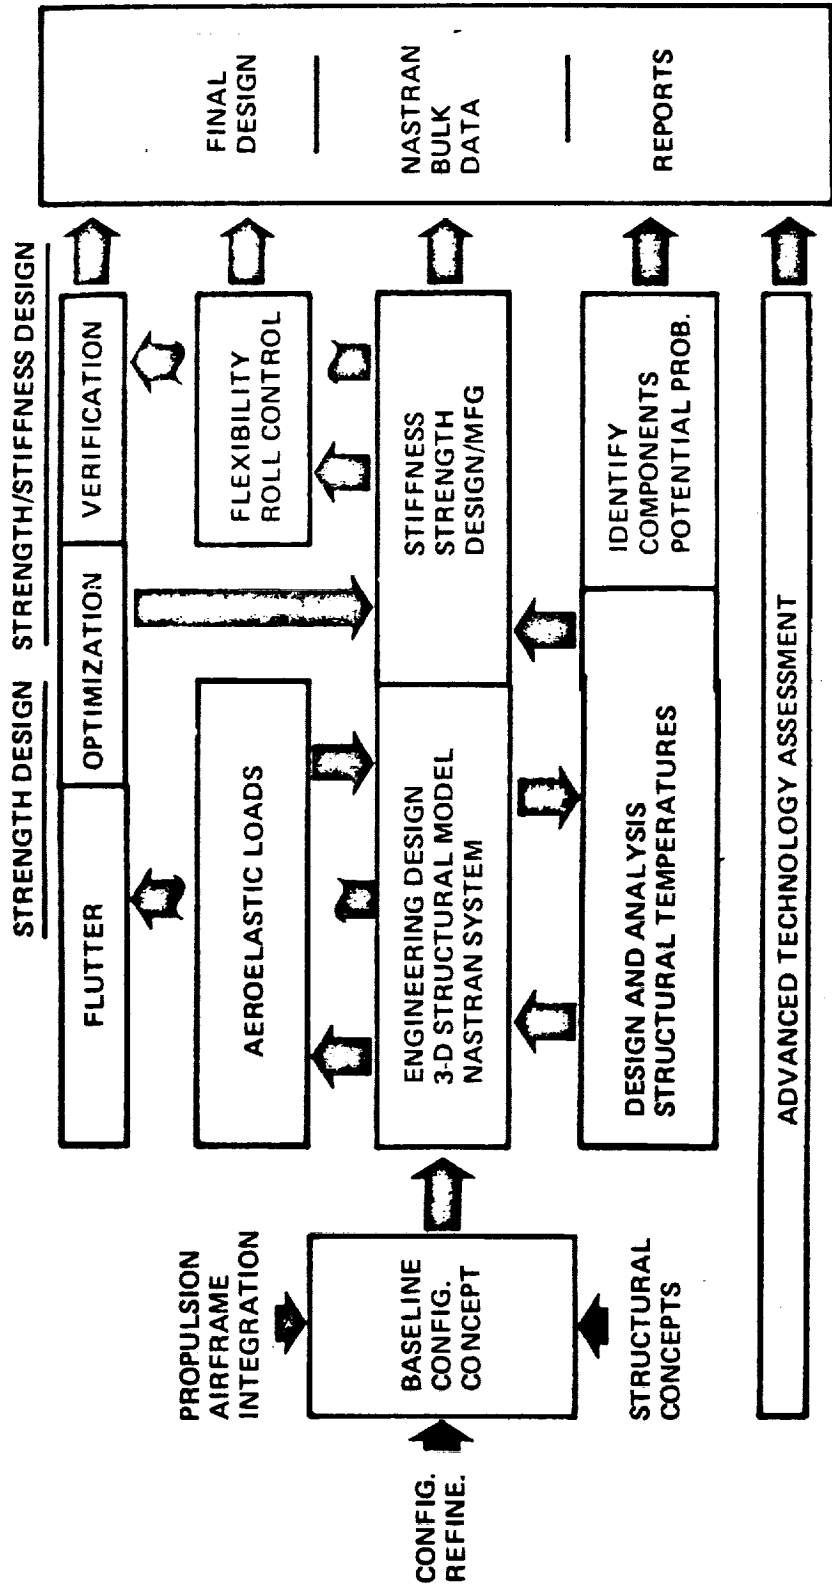 STRENGTH DESIGN
STRENGTH/STIFFNESS DESIGN
FLUTTER
OPTIMIZATION
VERIFICATION
PROPULSION
AIRFRAME
INTEGRATION
AEROELASTIC LOADS
FLEXIBILITY
ROLL CONTROL
FINAL
DESIGN
CONFIG.
REFINE.
BASELINE
CONFIG.
CONCEPT
ENGINEERING DESIGN
3-D STRUCTURAL MODEL
NASTRAN SYSTEM
STIFFNESS
STRENGTH
DESIGN/MFG
NASTRAN
BULK
DATA
STRUCTURAL
CONCEPTS
DESIGN AND ANALYSIS
STRUCTURAL TEMPERATURES
IDENTIFY
COMPONENTS
POTENTIAL PROB.
REPORTS
ADVANCED TECHNOLOGY ASSESSMENT